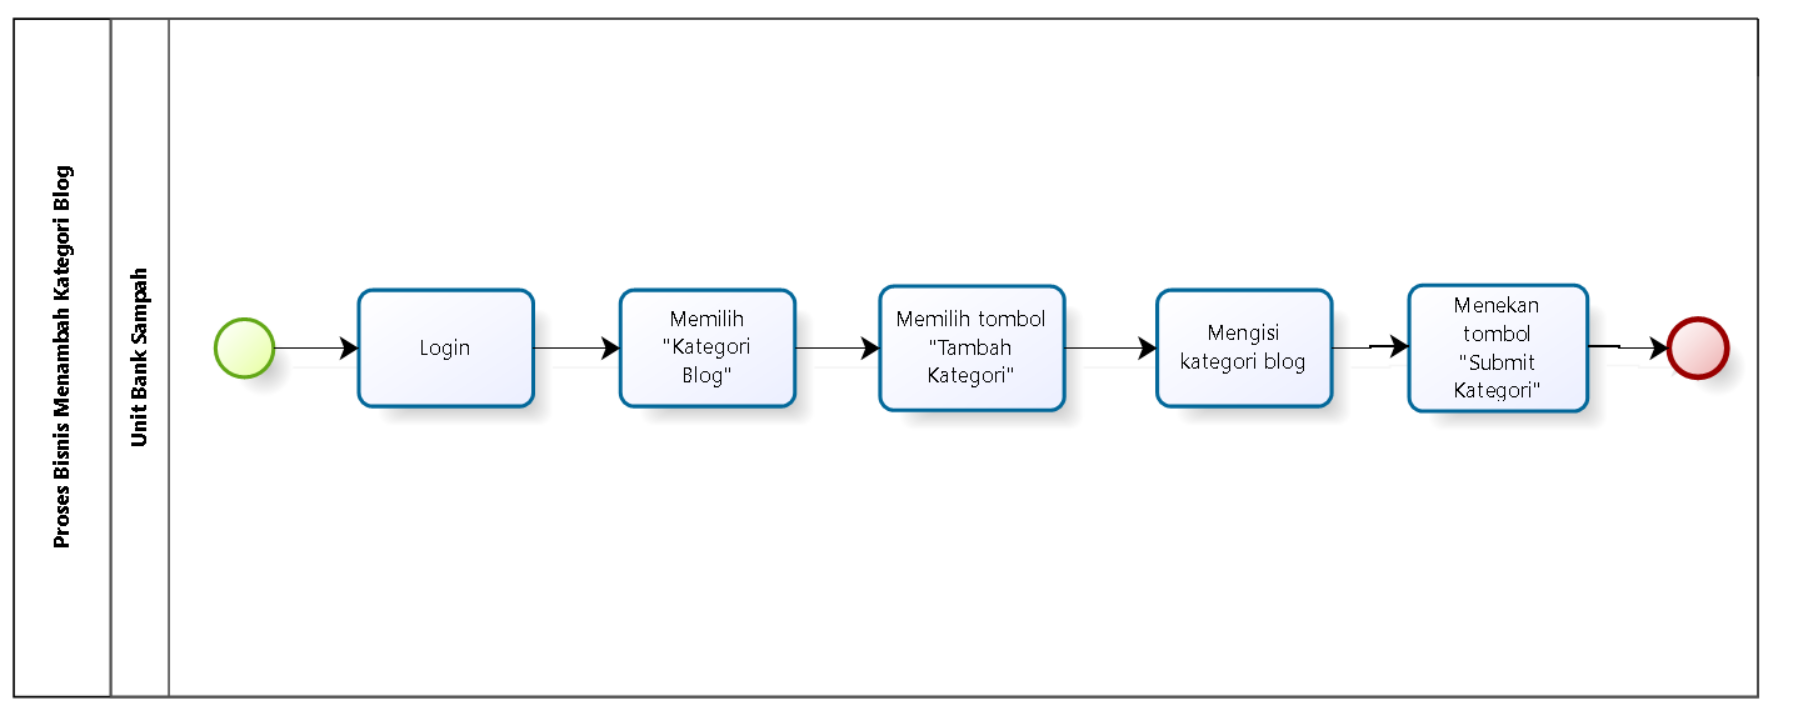 Proses Bisnis Menambah Kategori Blog
Unit Bank Sampah
Login
Memilih
"Kategori
Blog"
Memilih tombol
"Tambah
Kategori"
Mengisi
kategori blog
Menekan
tombol
"Submit
Kategori"